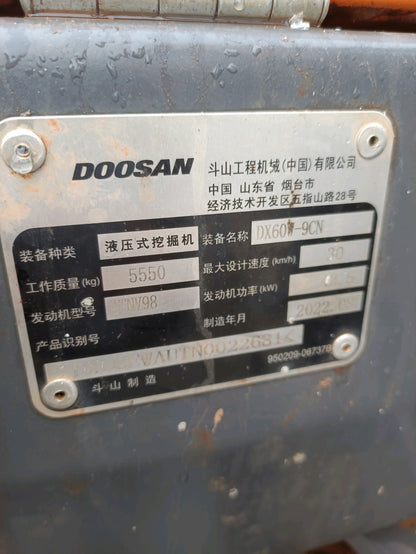 DOOSAN
斗山工程机械(中国)有限公司
中国 山东省 烟台市
经济技术开发区五指山路28号
装备种类 液压式挖掘机
装备名称 DX60W-9CN
工作质量(kg) 5550
最大设计速度(km/h) 30
发动机型号
发动机功率(kW)
制造年月 2022
产品识别号
斗山制造